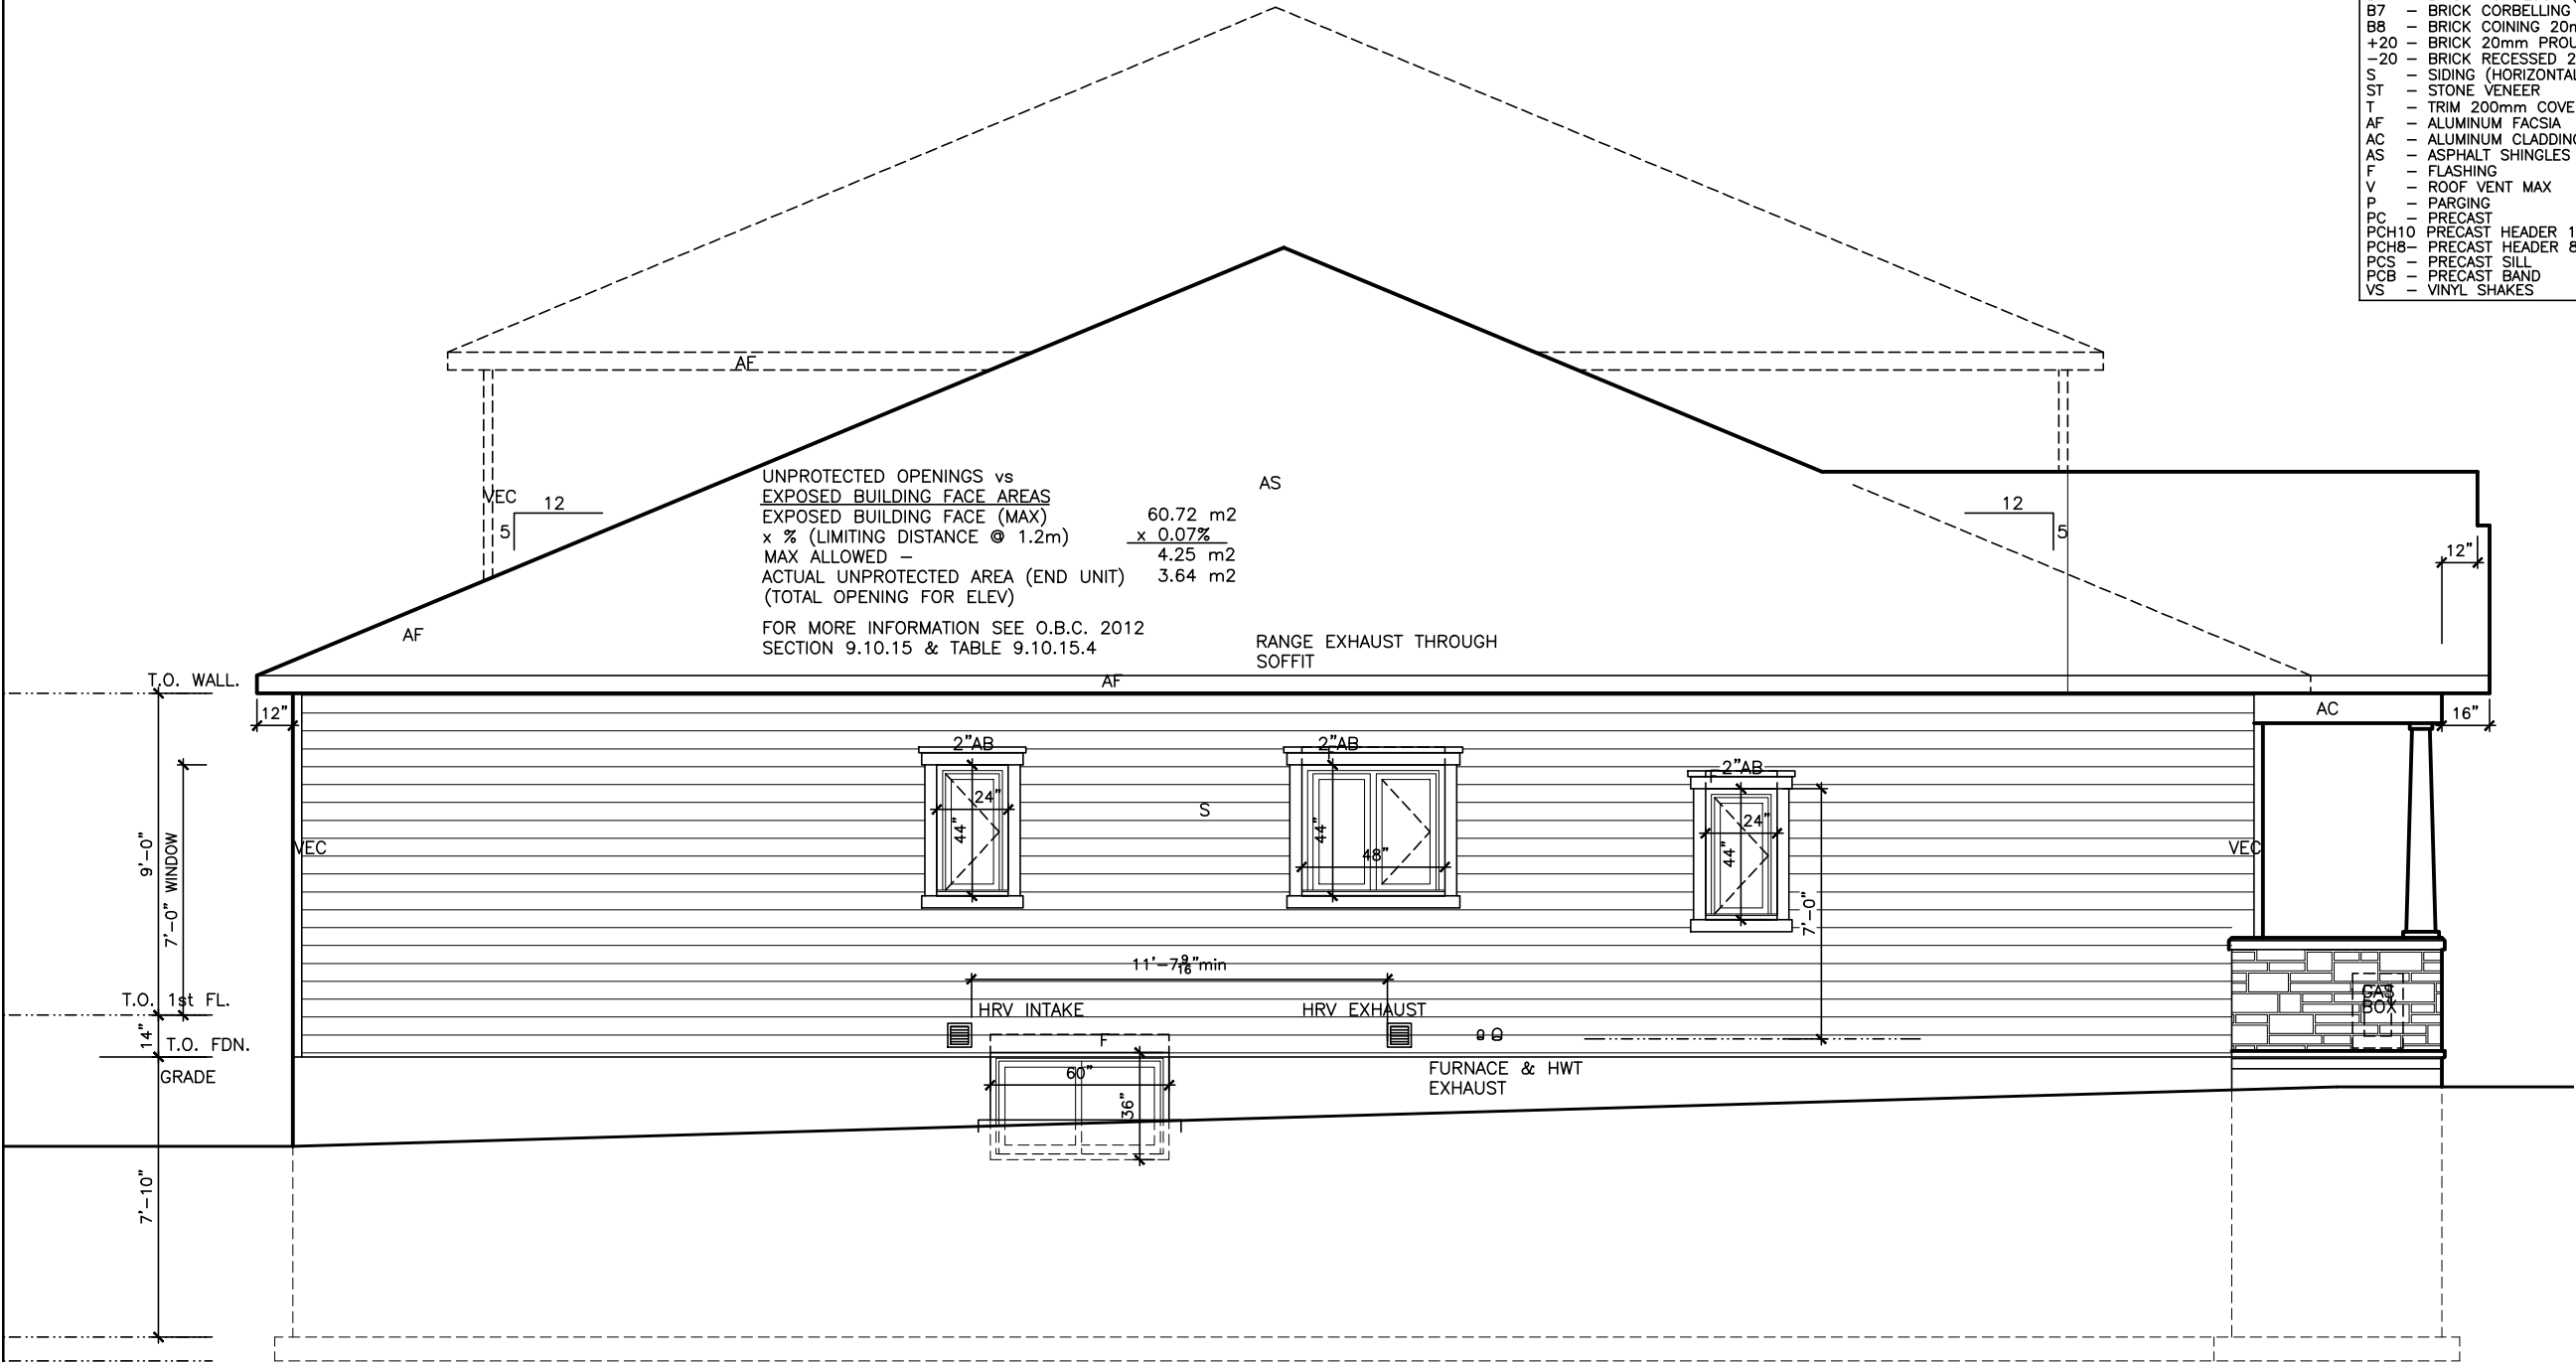 B7 – BRICK CORBELLING
B8 – BRICK COINING 20m
+20 – BRICK 20mm PROU
–20 – BRICK RECESSED 2
S – SIDING (HORIZONTAL
ST – STONE VENEER
T – TRIM 200mm COVE
AF – ALUMINUM FACSIA
AC – ALUMINUM CLADDING
AS – ASPHALT SHINGLES
F – FLASHING
V – ROOF VENT MAX
P – PARGING
PC – PRECAST
PCH10 PRECAST HEADER 1
PCH8– PRECAST HEADER 8
PCS – PRECAST SILL
PCB – PRECAST BAND
VS – VINYL SHAKES
AF
VEC
12
5
UNPROTECTED OPENINGS vs
EXPOSED BUILDING FACE AREAS
EXPOSED BUILDING FACE (MAX) 60.72 m2
x % (LIMITING DISTANCE @ 1.2m) x 0.07%
MAX ALLOWED – 4.25 m2
ACTUAL UNPROTECTED AREA (END UNIT) 3.64 m2
(TOTAL OPENING FOR ELEV)
FOR MORE INFORMATION SEE O.B.C. 2012
SECTION 9.10.15 & TABLE 9.10.15.4
AS
12
5
12"
AF
RANGE EXHAUST THROUGH
SOFFIT
T.O. WALL.
AF
12"
AC
16"
2"AB
2"AB
2"AB
24"
44"
S
44"
48"
24"
44"
7'-0"
9'-0"
7'-0" WINDOW
VEC
VEC
11'-7 9/16"min
T.O. 1st FL.
HRV INTAKE
HRV EXHAUST
GAS
BOX
14"
T.O. FDN.
F
GRADE
60"
36"
FURNACE & HWT
EXHAUST
7'-10"